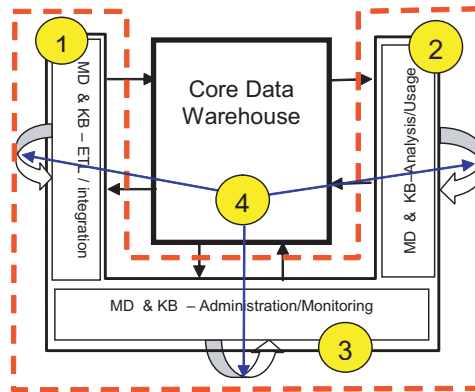 1
2
Core Data
Warehouse
MD & KB – ETL /
integration
MD & KB–Analysis/Usage
4
MD & KB – Administration/Monitoring
3